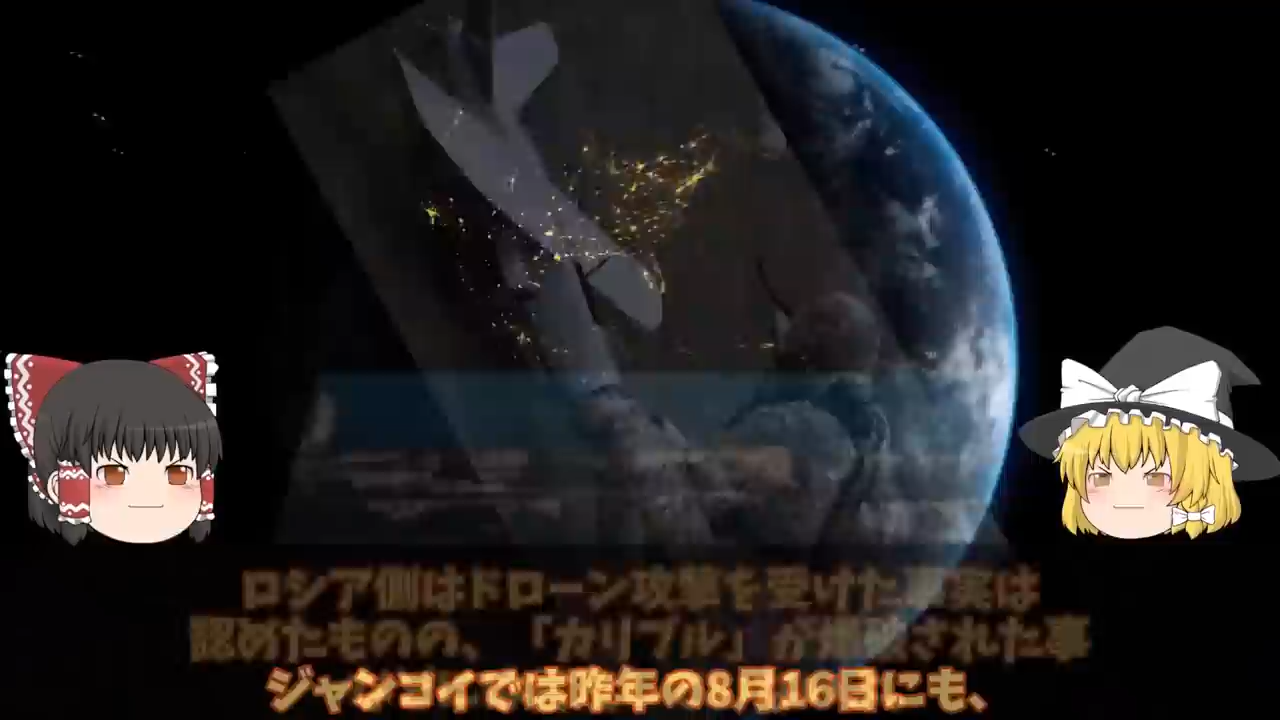 ロシア側はドローン攻撃を受けた事実は
認めたものの、「カリブル」が爆破された事
ジャンコイでは昨年の8月16日にも、